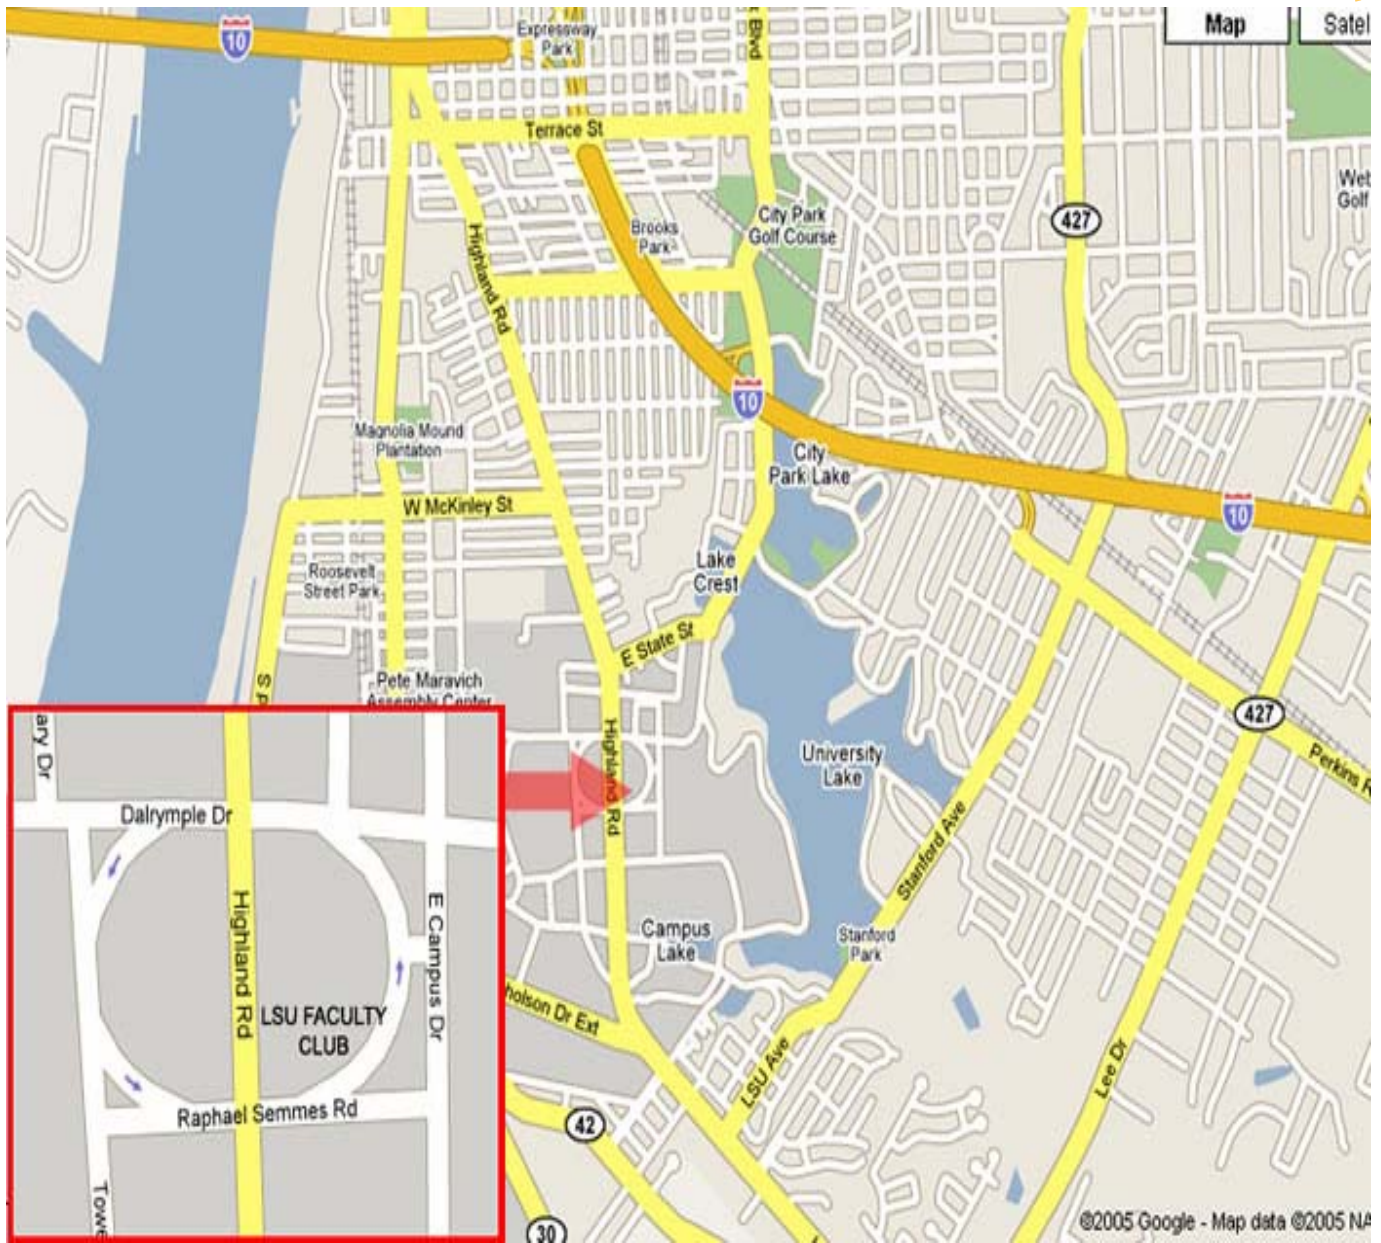 10
Expressway
Park
Blvd
Map
Terrace St
City Park
Golf Course
427
Brooks
Park
Highland Rd
10
Magnolia Mound
Plantation
City
Park Lake
W McKinley St
10
Lake
Crest
Roosevelt
Street Park
E State St
Pete Maravich
Assembly Center
427
Highland Rd
University
Lake
Perkins R
Stanford Ave
Campus
Lake
Stanford
Park
holson Dr Ext
LSU Ave
Lee Dr
42
30
ary Dr
Dalrymple Dr
Highland Rd
E Campus Dr
LSU FACULTY
CLUB
Raphael Semmes Rd
Towe
©2005 Google - Map data ©2005 NA